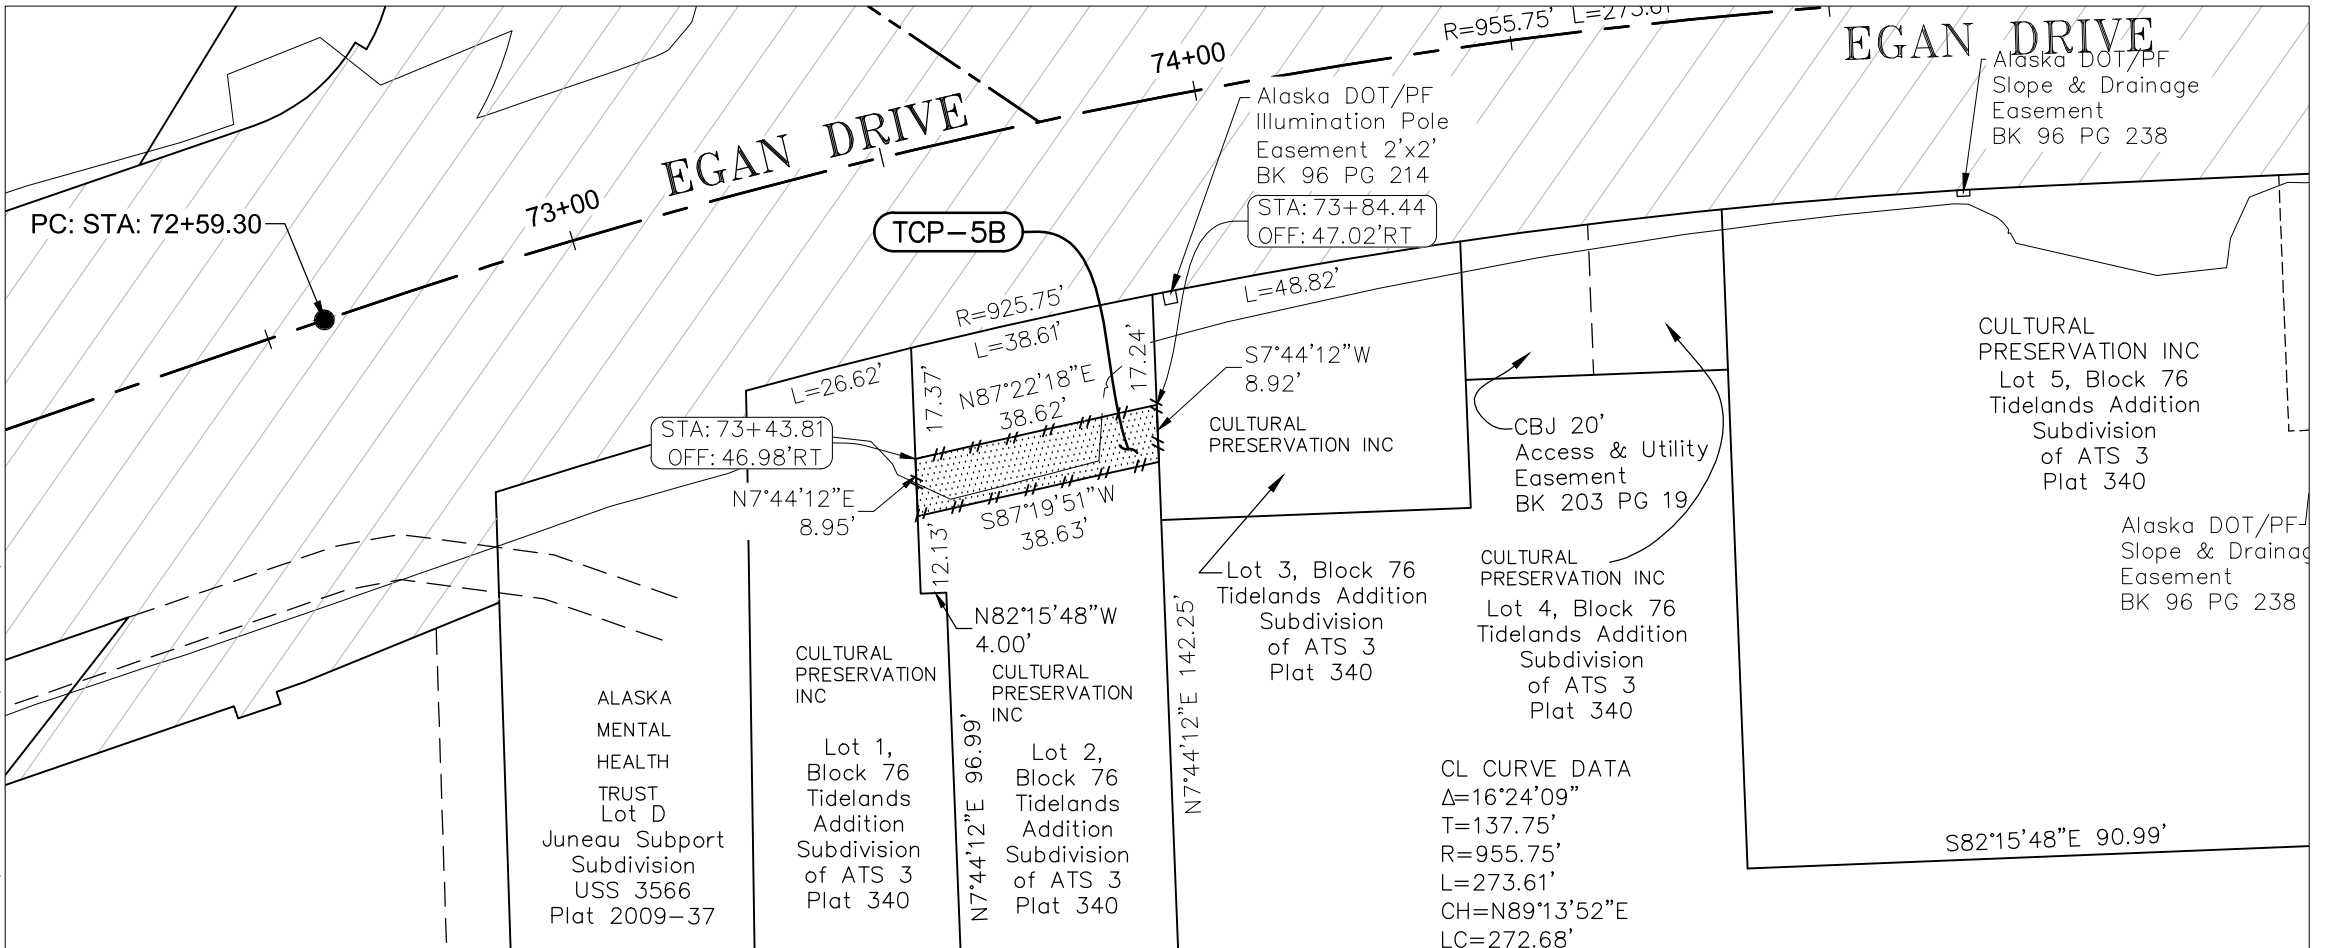 R=955.75' L=273.61'
EGAN DRIVE
74+00
EGAN DRIVE
73+00
PC: STA: 72+59.30
TCP-5B
Alaska DOT/PF
Illumination Pole
Easement 2'x2'
BK 96 PG 214
STA: 73+84.44
OFF: 47.02'RT
Alaska DOT/PF
Slope & Drainage
Easement
BK 96 PG 238
R=925.75'
L=38.61'
L=48.82'
L=26.62'
17.37'
17.24'
N87°22'18"E
38.62'
S7°44'12"W
8.92'
STA: 73+43.81
OFF: 46.98'RT
N7°44'12"E
8.95'
S87°19'51"W
38.63'
12.13'
N82°15'48"W
4.00'
CULTURAL
PRESERVATION INC
Lot 3, Block 76
Tidelands Addition
Subdivision
of ATS 3
Plat 340
CBJ 20'
Access & Utility
Easement
BK 203 PG 19
CULTURAL
PRESERVATION INC
Lot 4, Block 76
Tidelands Addition
Subdivision
of ATS 3
Plat 340
CULTURAL
PRESERVATION INC
Lot 5, Block 76
Tidelands Addition
Subdivision
of ATS 3
Plat 340
Alaska DOT/PF
Slope & Drainag
Easement
BK 96 PG 238
ALASKA
MENTAL
HEALTH
TRUST
Lot D
Juneau Subport
Subdivision
USS 3566
Plat 2009-37
CULTURAL
PRESERVATION
INC
Lot 1,
Block 76
Tidelands
Addition
Subdivision
of ATS 3
Plat 340
N7°44'12"E 96.99'
CULTURAL
PRESERVATION
INC
Lot 2,
Block 76
Tidelands
Addition
Subdivision
of ATS 3
Plat 340
N7°44'12"E 142.25'
CL CURVE DATA
Δ=16°24'09"
T=137.75'
R=955.75'
L=273.61'
CH=N89°13'52"E
LC=272.68'
S82°15'48"E 90.99'